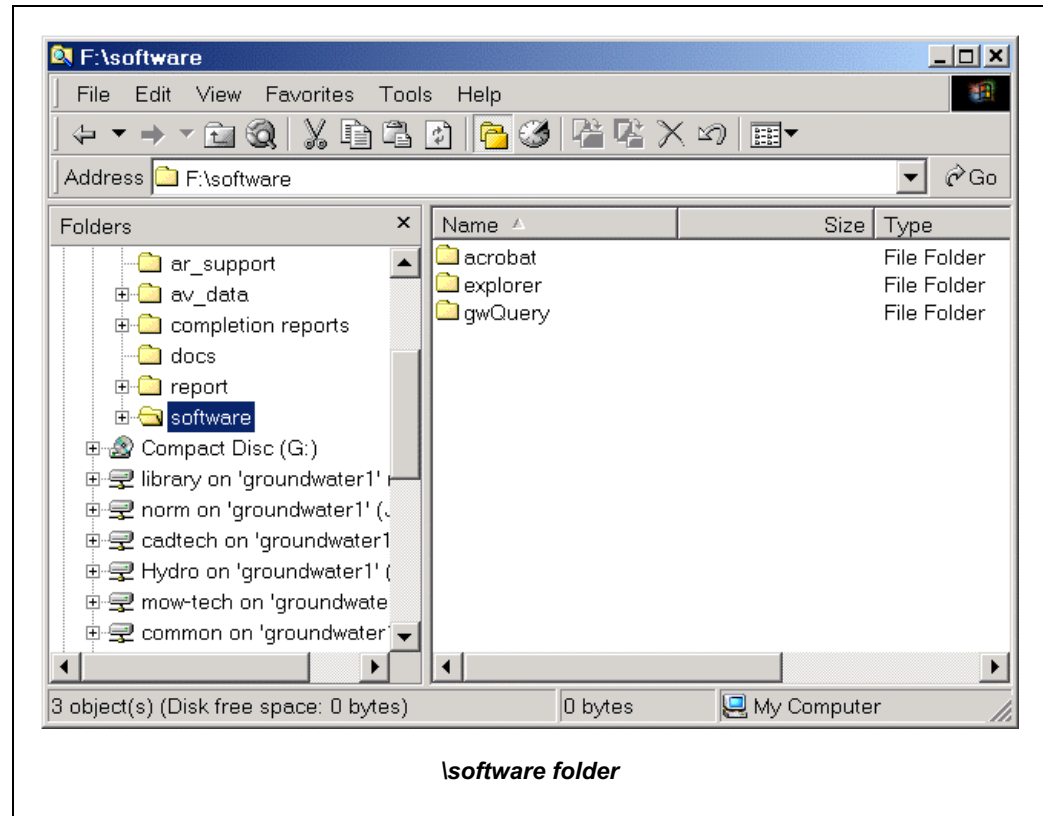 F:\software
File Edit View Favorites Tools Help
Address F:\software Go
Folders × Name Size Type
ar_support
av_data
completion reports
docs
report
software
Compact Disc (G:)
library on 'groundwater1'
norm on 'groundwater1' (
cadtech on 'groundwater1
Hydro on 'groundwater1' (
mow-tech on 'groundwate
common on 'groundwater
acrobat File Folder
explorer File Folder
gwQuery File Folder
3 object(s) (Disk free space: 0 bytes) 0 bytes My Computer
\software folder